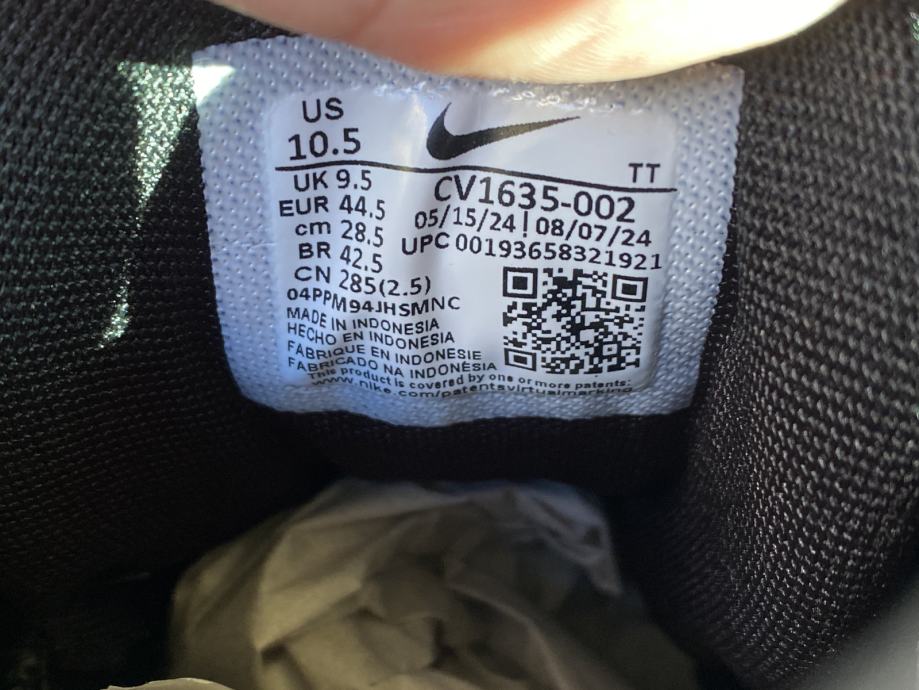 US
10.5
TT
UK 9.5
EUR 44.5
cm 28.5
BR 42.5
CN 285(2.5)
CV1635-002
05/15/24|08/07/24
UPC 00193658321921
04PPM94JHSMNC
MADE IN INDONESIA
HECHO EN INDONESIA
FABRIQUE EN INDONESIE
FABRICADO NA INDONÉSIA
This product is covered by one or more patents:
www.nike.com/patentsvirtualmarking